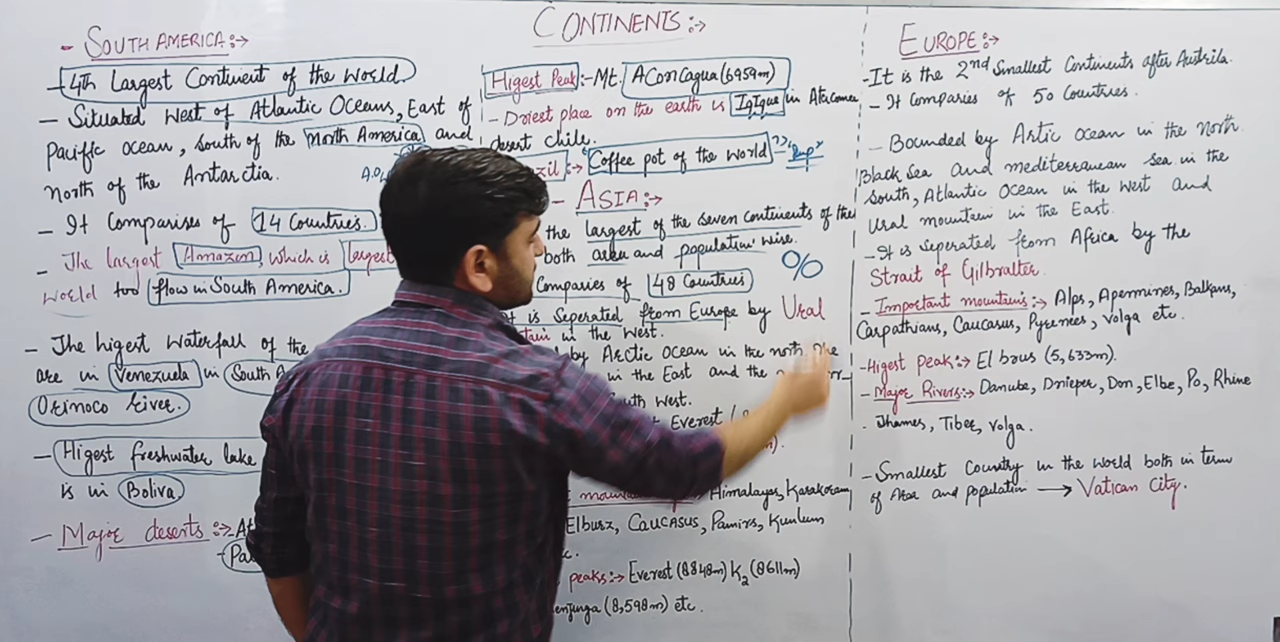 CONTINENTS :->
- SOUTH AMERICA :->
- 4th Largest Continent of the World.
- Situated West of Atlantic Oceans, East of
Pacific Ocean, South of the North America and
North of the Antarctia.
- It Comparises of 14 Countries.
- The largest Amazon, which is largest
World too flow in South America.
- The higest Waterfall of the
are in Venezuela in South A
Orinoco River.
- Higest freshwater lake
is in Boliva
- Major deserts :-> At
- Pa
Higest Peak :- Mt. AConcagua (6959m)
- Driest place on the earth is IqIque in Atacama
desert chile.
zil :-> Coffee pot of the World
- ASIA :->
the largest of the seven continents of the
both area and population wise.
%
Comparies of 48 Countries
t is Seperated from Europe by Ural
tain in the West.
by Arctic Ocean in the north, the
in the East and the
uth West.
t Everest (8
m).
mountai Himalayas, Karakoram
Elburz, Caucasus, Pamirs, Kunlum
c.
peaks :-> Everest (8848m) K2 (8611m)
enjunga (8,598m) etc.
EUROPE :->
- It is the 2nd Smallest Continents after Austrila.
- It Comparies of 50 Countries.
- Bounded by Artic Ocean in the North
Black Sea and mediterranean Sea in the
South, Atlantic Ocean in the West and
Ural mountain in the East.
- It is Seperated from Africa by the
Strait of Gilbralter.
- Important mountains :-> Alps, Apennines, Balkans,
Carpathians, Caucasus, Pyrenees, Volga etc.
- Higest Peak :-> Elbrus (5,633m).
- Major Rivers :-> Danube, Dnieper, Don, Elbe, Po, Rhine
- Thames, Tiber, Volga.
- Smallest Country in the World both in term
of Area and population → Vatican City.